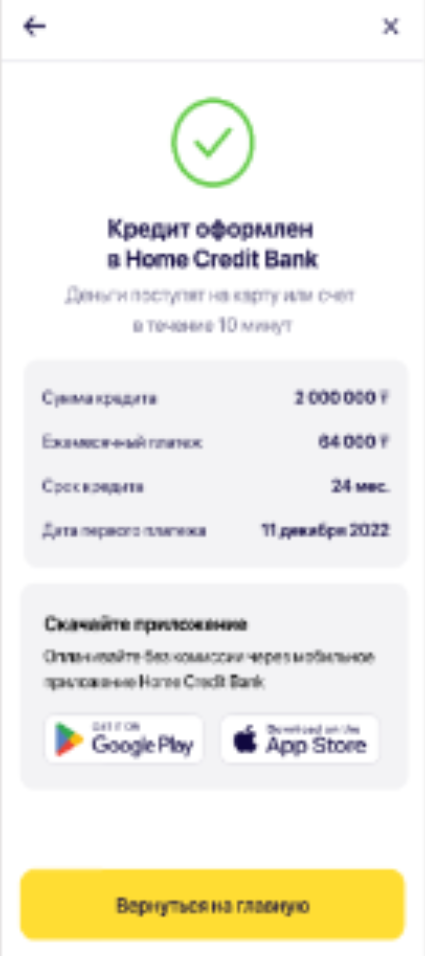 Кредит оформлен
в Home Credit Bank
Деньги поступят на карту или счет
в течение 10 минут
Сумма кредита 2 000 000 ₸
Ежемесячный платеж 64 000 ₸
Срок кредита 24 мес.
Дата первого платежа 11 декабря 2022
Скачайте приложение
Оплачивайте без комиссии через мобильное
приложение Home Credit Bank
GET IT ON
Google Play
Download on the
App Store
Вернуться на главную